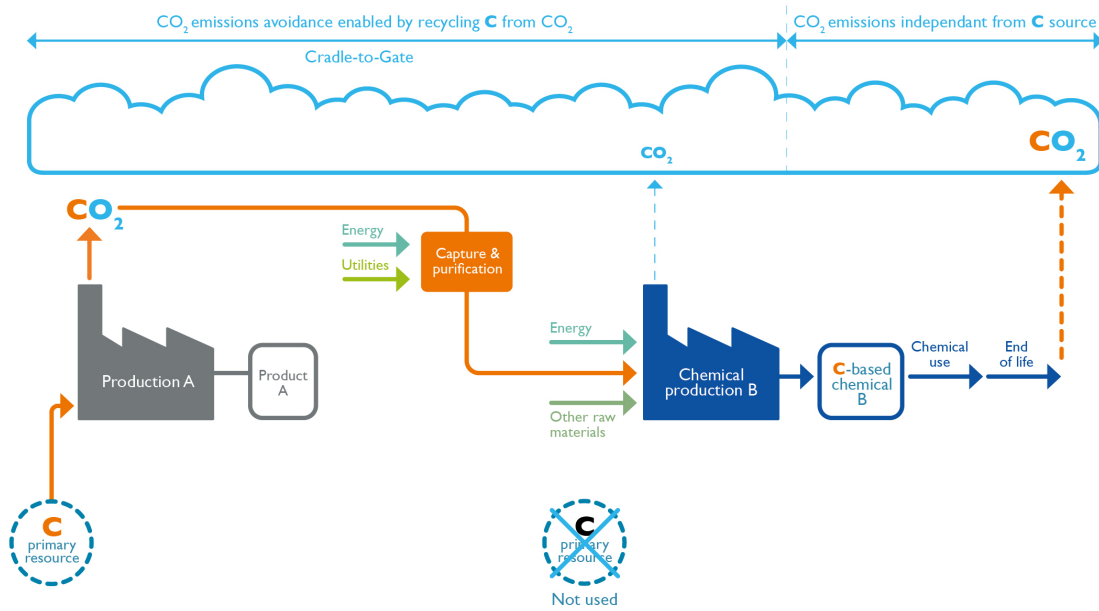 CO2 emissions avoidance enabled by recycling C from CO2
CO2 emissions independant from C source
Cradle-to-Gate
CO2
CO2
CO2
Energy
Utilities
Capture &
purification
Energy
Other raw
materials
Production A
Product
A
Chemical
production B
C-based
chemical
B
Chemical
use
End
of life
C
primary
resource
C
primary
resource
Not used